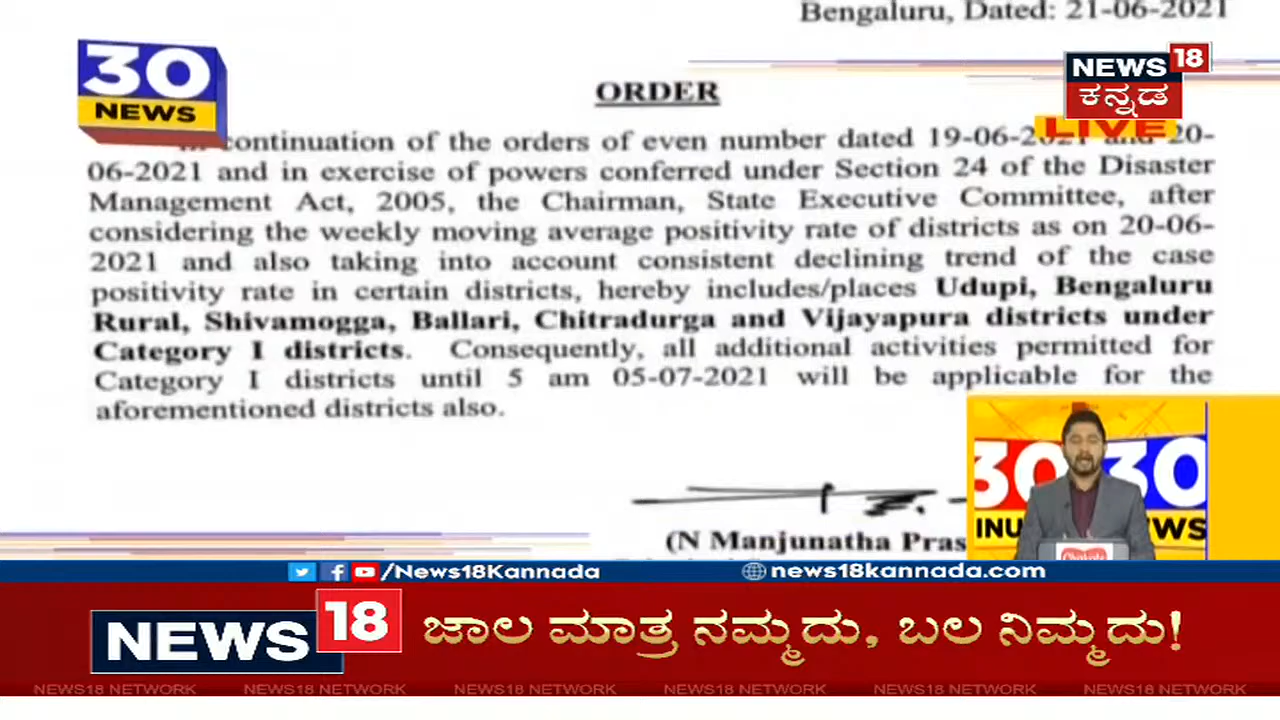 Bengaluru, Dated: 21-06-2021
30
NEWS
NEWS 18
ಕನ್ನಡ
LIVE
ORDER
continuation of the orders of even number dated 19-06-2021 and 20-
06-2021 and in exercise of powers conferred under Section 24 of the Disaster
Management Act, 2005, the Chairman, State Executive Committee, after
considering the weekly moving average positivity rate of districts as on 20-06-
2021 and also taking into account consistent declining trend of the case
positivity rate in certain districts, hereby includes/places Udupi, Bengaluru
Rural, Shivamogga, Ballari, Chitradurga and Vijayapura districts under
Category I districts. Consequently, all additional activities permitted for
Category I districts until 5 am 05-07-2021 will be applicable for the
aforementioned districts also.
30 30
INU WS
(N Manjunatha Pras
/News18Kannada
news18kannada.com
NEWS 18
ಜಾಲ ಮಾತ್ರ ನಮ್ಮದು, ಬಲ ನಿಮ್ಮದು!
NEWS18 NETWORK NEWS18 NETWORK NEWS18 NETWORK NEWS18 NETWORK NEWS18 NETWORK NEWS18 NETWORK